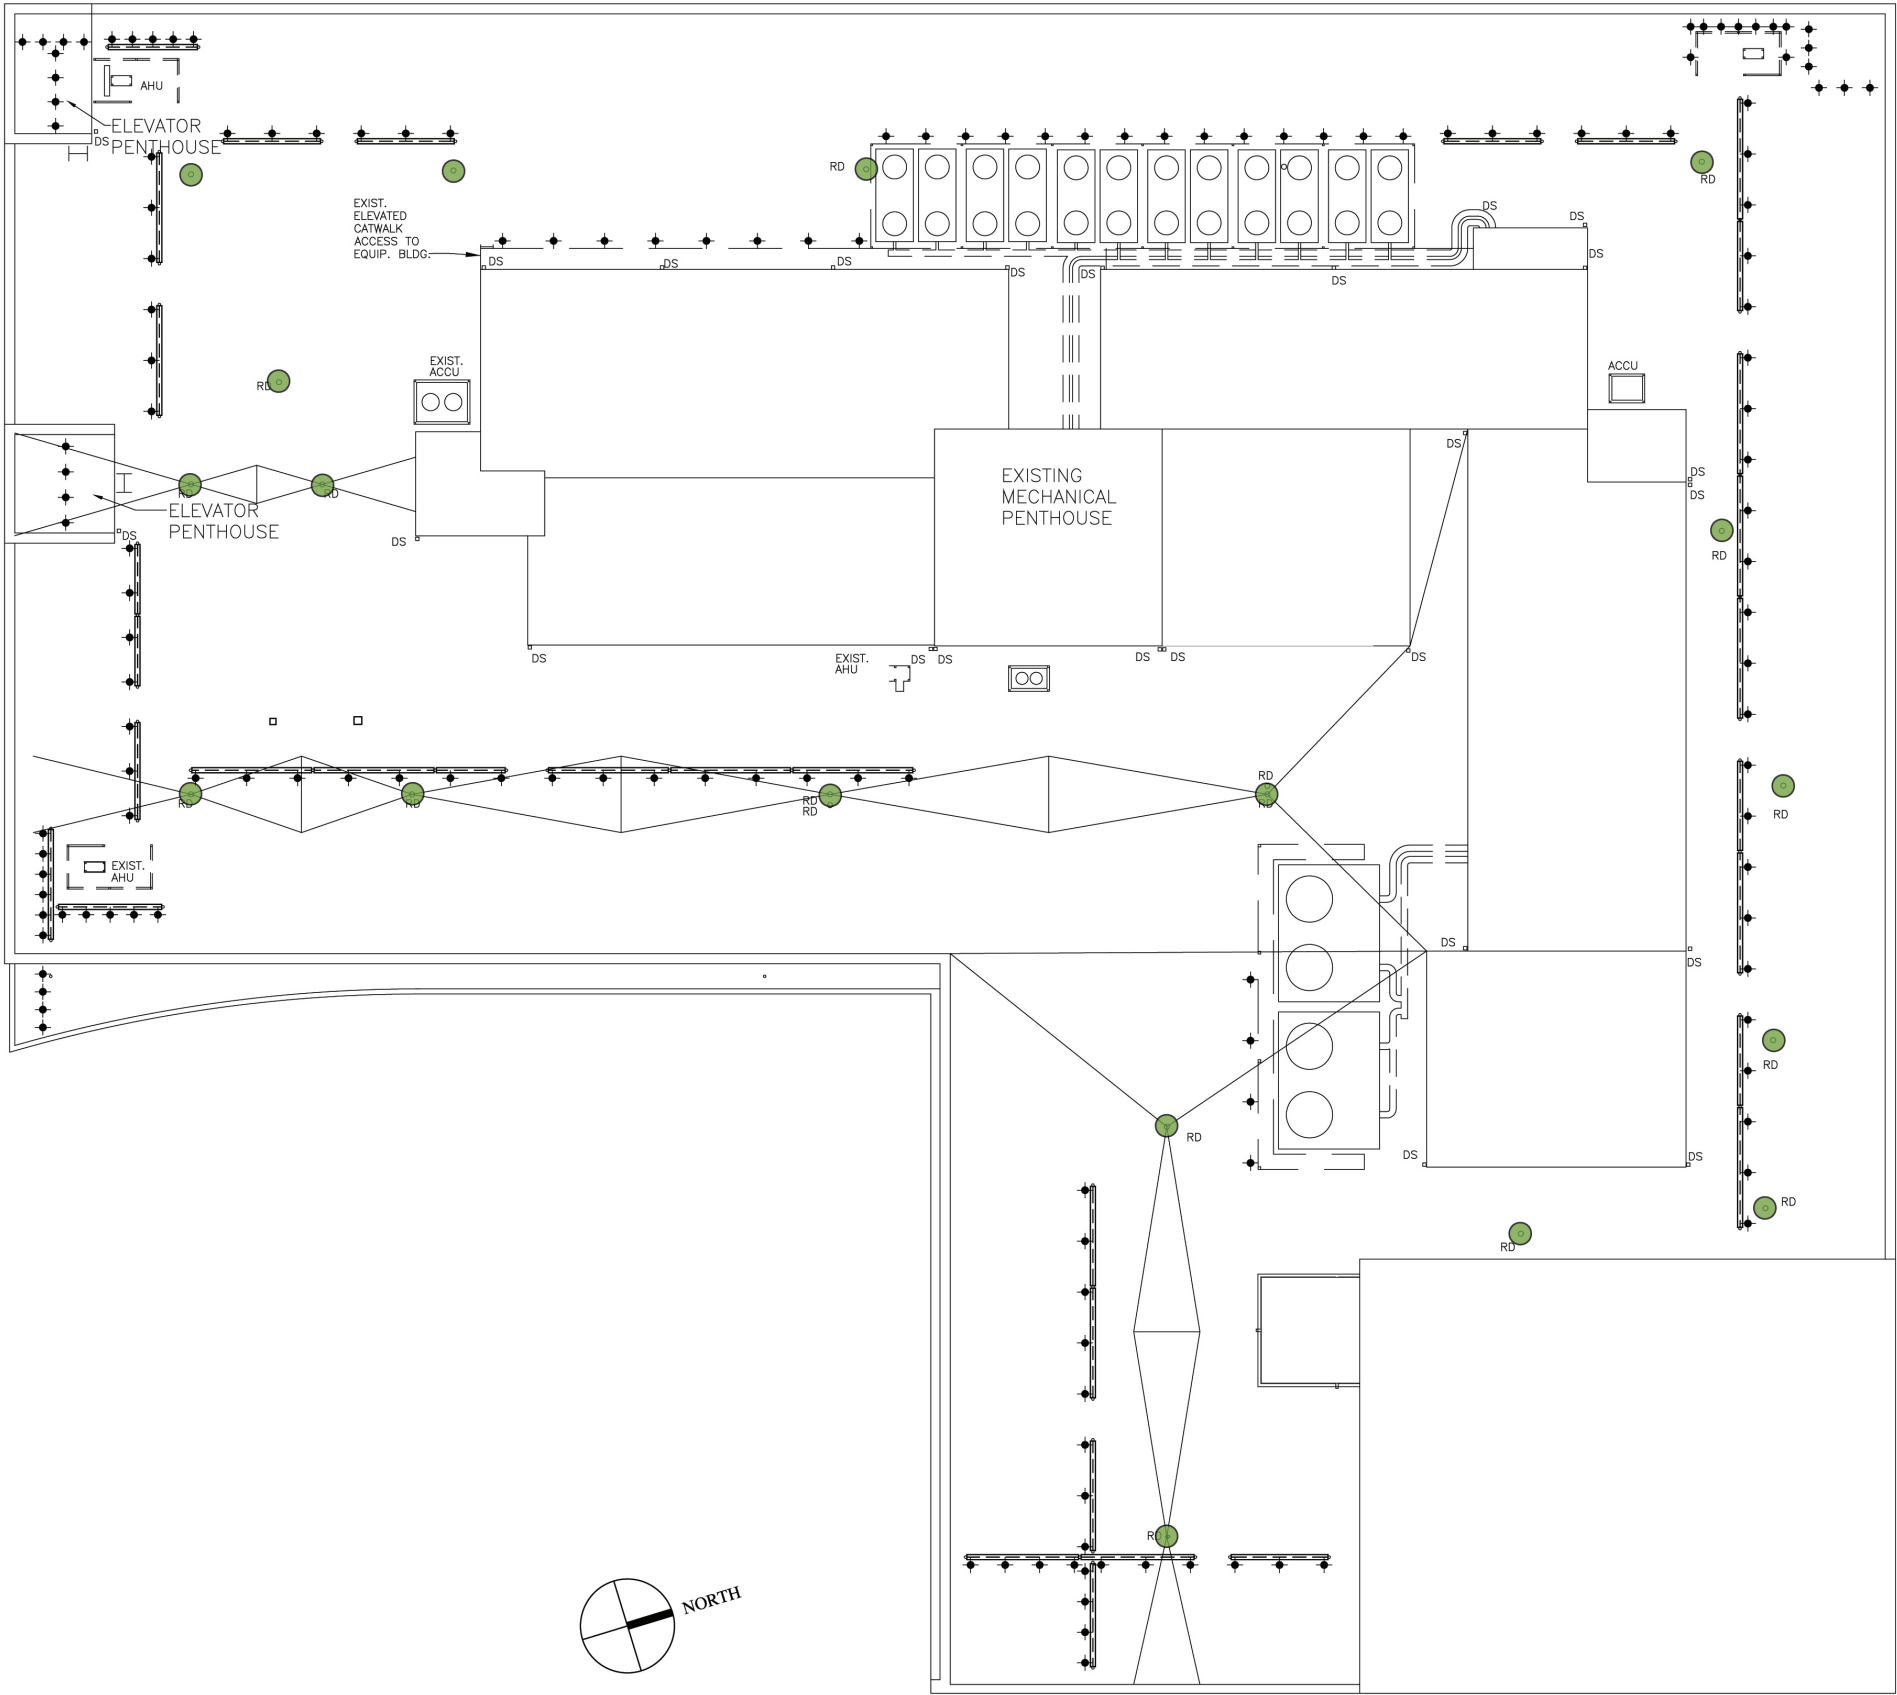 AHU
ELEVATOR
PENTHOUSE
DS
RD
RD
EXIST.
ELEVATED
CATWALK
ACCESS TO
EQUIP. BLDG.
DS
DS
DS
DS
DS
DS
DS
DS
DS
EXIST.
ACCU
RD
ACCU
DS
EXISTING
MECHANICAL
PENTHOUSE
DS
DS
RD
RD
ELEVATOR
PENTHOUSE
DS
DS
RD
DS
EXIST.
AHU
DS
DS
DS
DS
DS
RD
RD
RD
RD
RD
RD
RD
RD
EXIST.
AHU
DS
DS
RD
RD
DS
DS
RD
RD
RD
NORTH